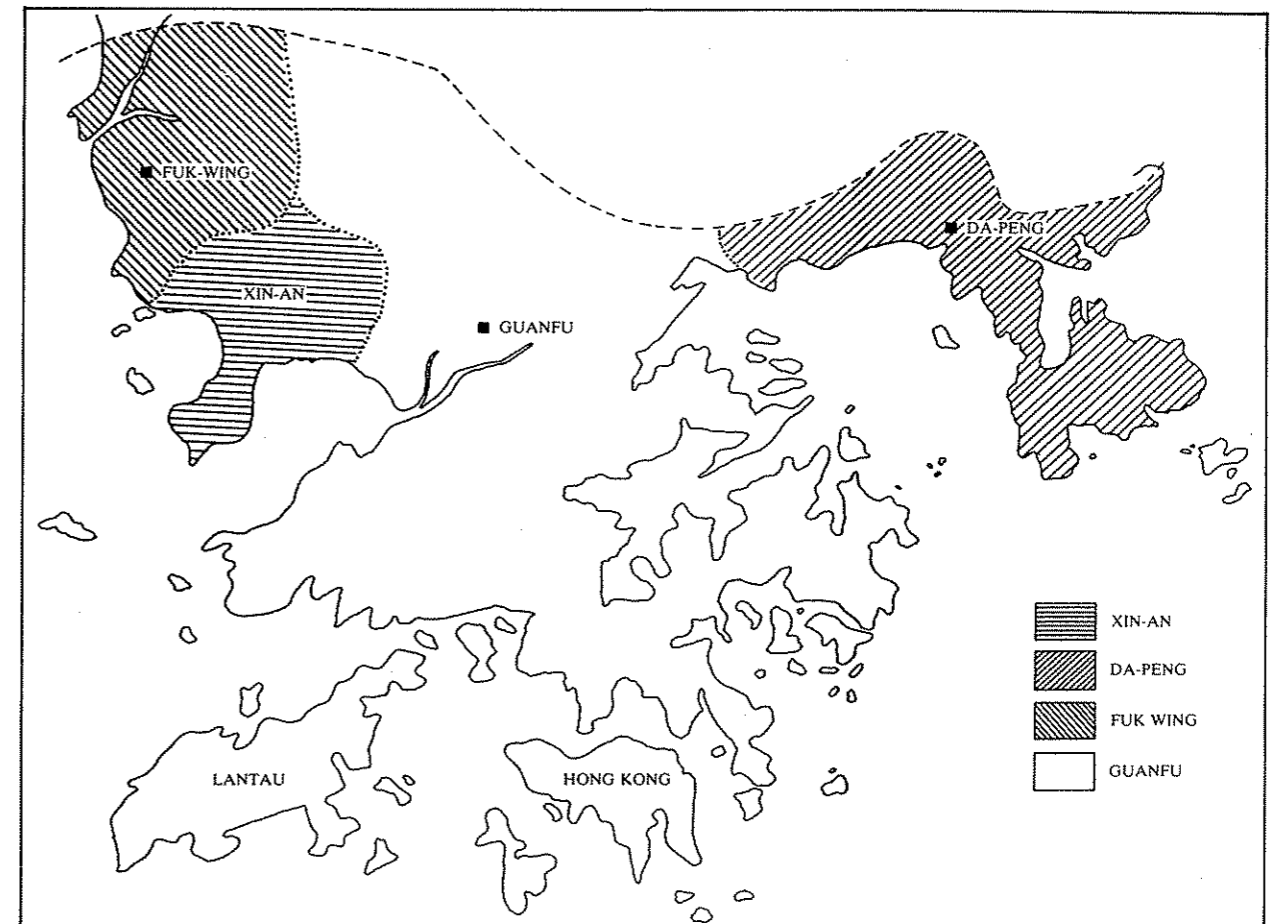 FUK-WING
DA-PENG
XIN-AN
GUANFU
LANTAU
HONG KONG
XIN-AN
DA-PENG
FUK WING
GUANFU